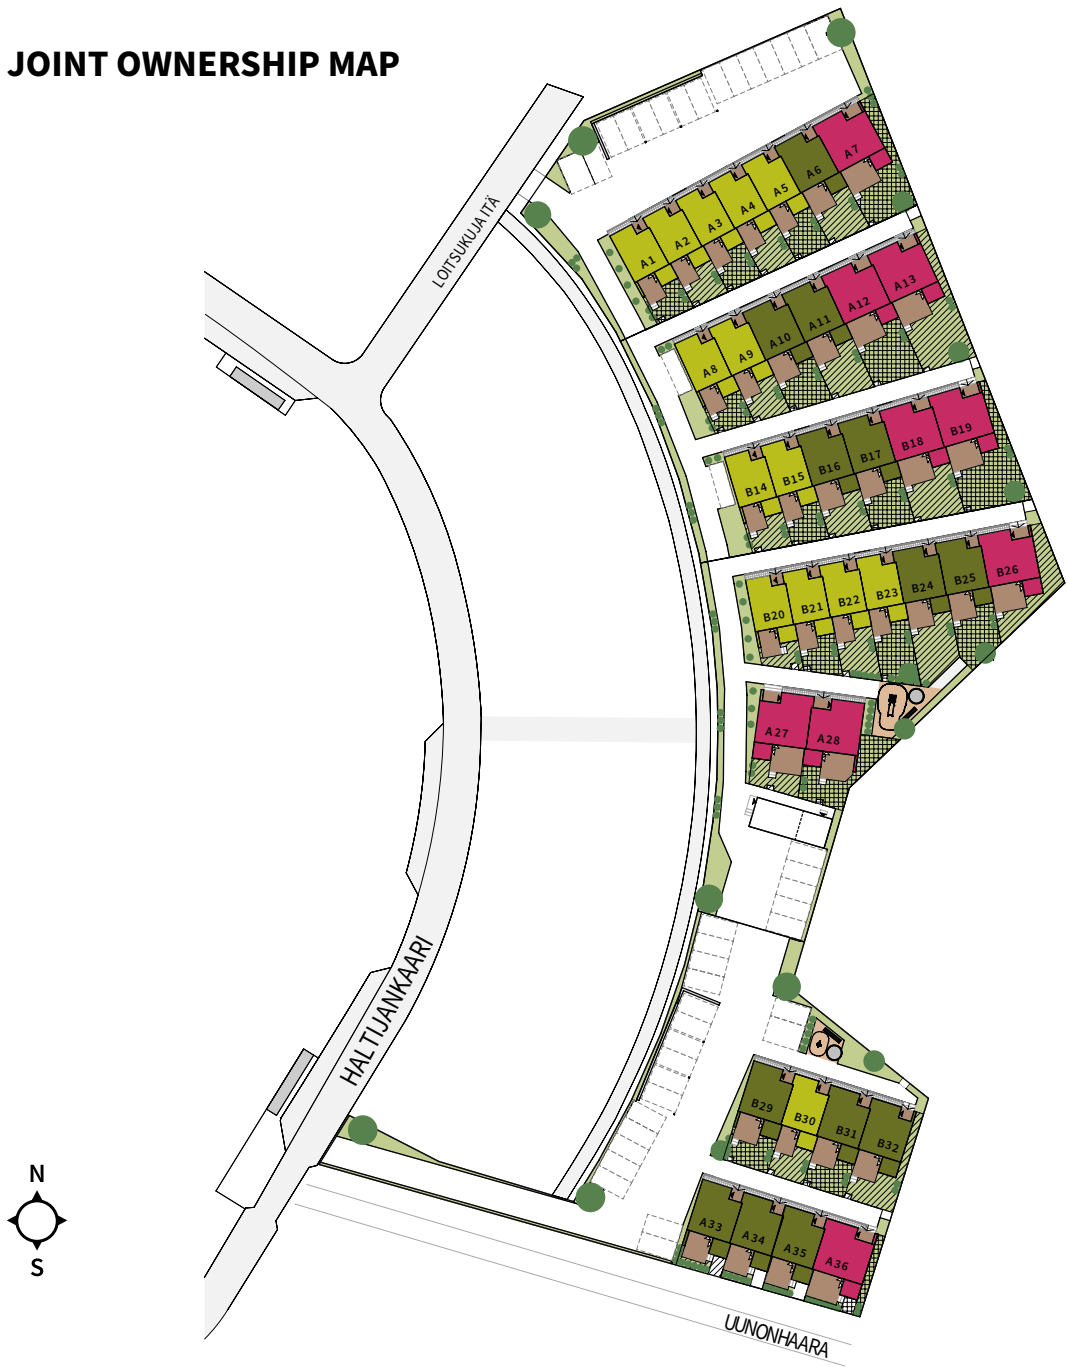 JOINT OWNERSHIP MAP
LOITSUKUJA ITÄ
A1
A2
A3
A4
A5
A6
A7
A8
A9
A10
A11
A12
A13
B14
B15
B16
B17
B18
B19
B20
B21
B22
B23
B24
B25
B26
A27
A28
HALTIJANKAARI
B29
B30
B31
B32
A33
A34
A35
A36
N
S
UUNONHAARA